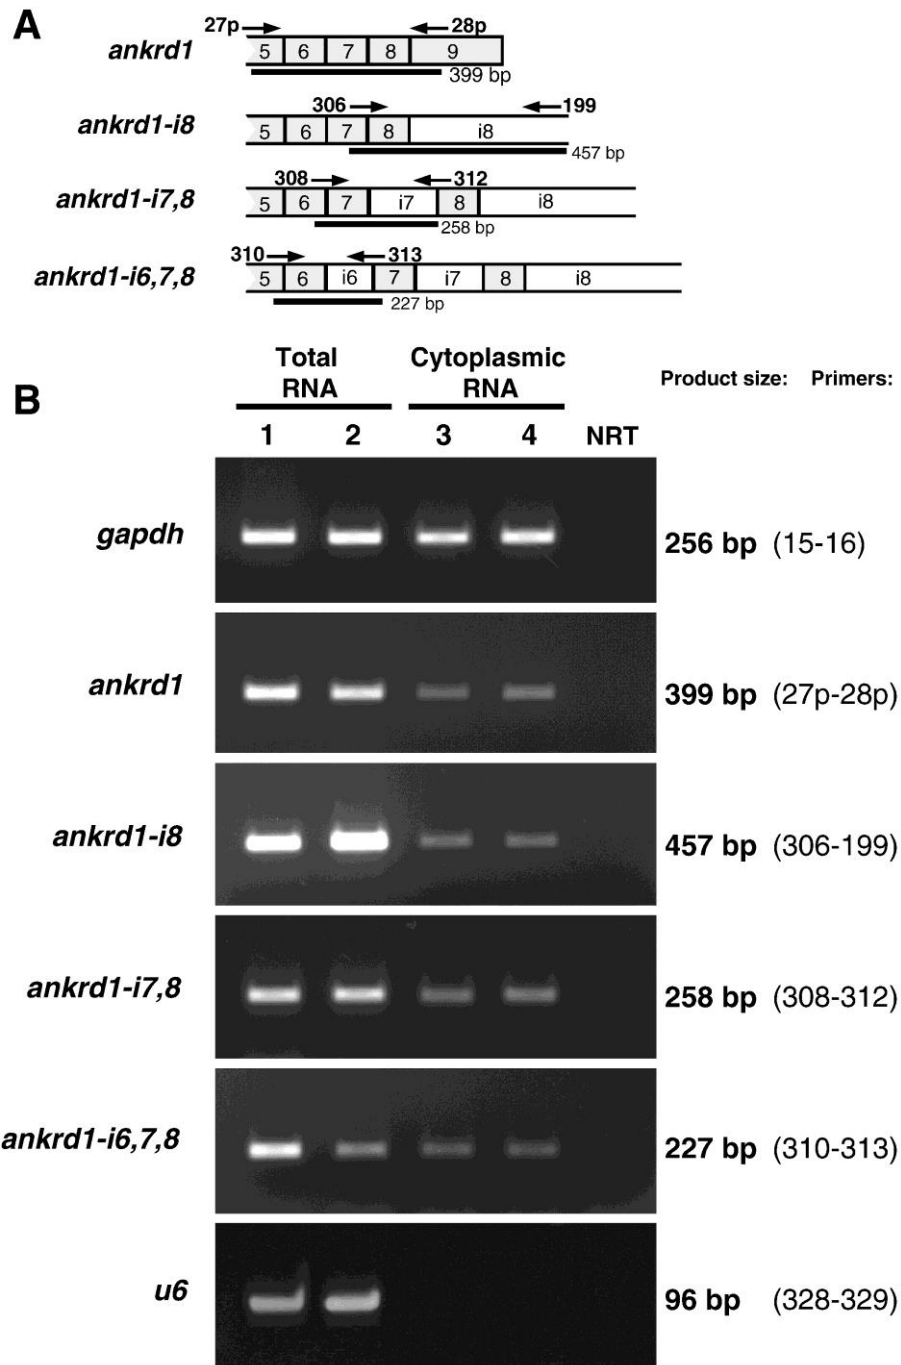 A
27p 28p
ankrd1 5 6 7 8 9
399 bp
306 199
ankrd1-i8 5 6 7 8 i8
457 bp
308 312
ankrd1-i7,8 5 6 7 i7 8 i8
258 bp
310 313
ankrd1-i6,7,8 5 6 i6 7 i7 8 i8
227 bp
B
Total RNA
Cytoplasmic RNA
Product size: Primers:
1 2 3 4 NRT
gapdh 256 bp (15-16)
ankrd1 399 bp (27p-28p)
ankrd1-i8 457 bp (306-199)
ankrd1-i7,8 258 bp (308-312)
ankrd1-i6,7,8 227 bp (310-313)
u6 96 bp (328-329)